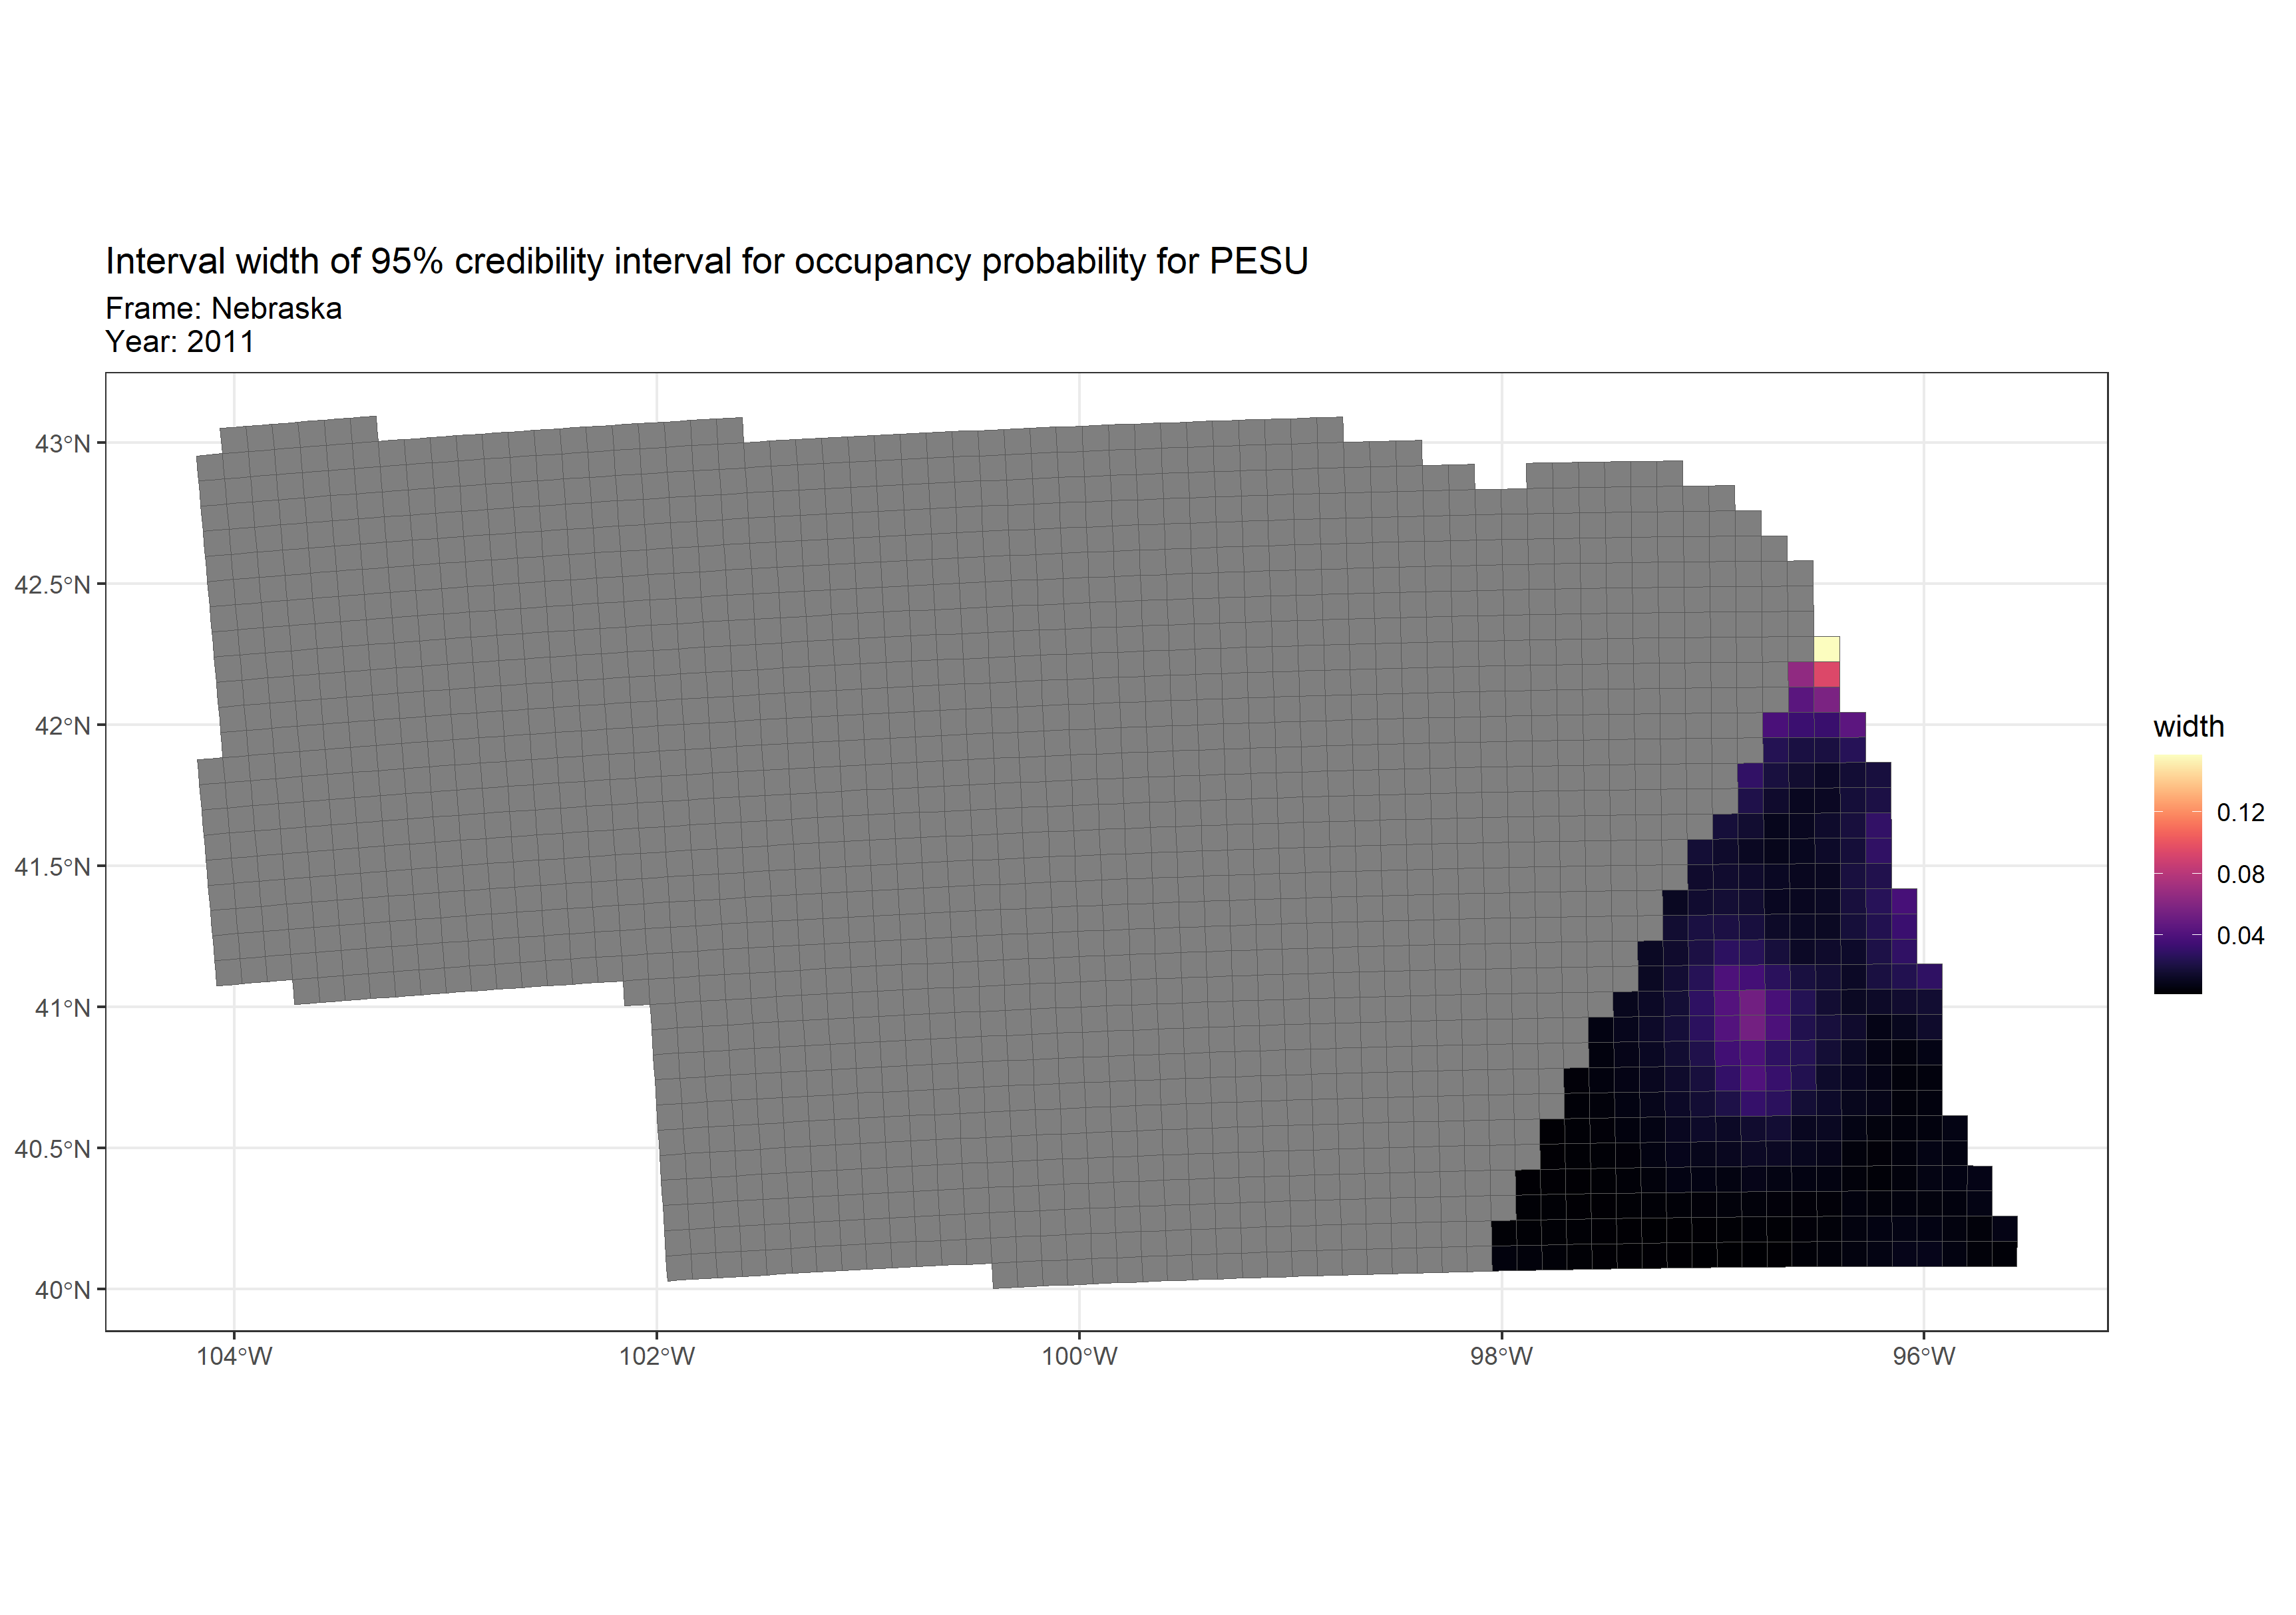 Interval width of 95% credibility interval for occupancy probability for PESU
Frame: Nebraska
Year: 2011
43°N
42.5°N
42°N
41.5°N
41°N
40.5°N
40°N
104°W
102°W
100°W
98°W
96°W
width
0.12
0.08
0.04